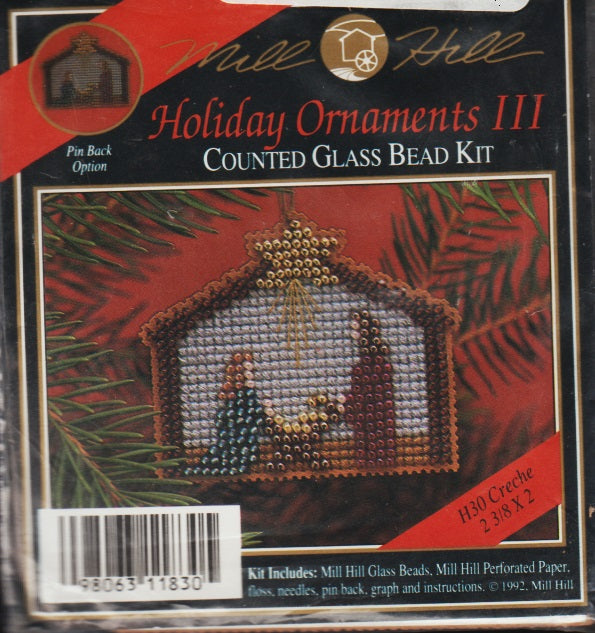 Mill Hill
Holiday Ornaments III
COUNTED GLASS BEAD KIT
Pin Back
Option
H30 Creche
2 3/8 X 2
98063 11830
Kit Includes: Mill Hill Glass Beads, Mill Hill Perforated Paper,
floss, needles, pin back, graph and instructions. © 1992, Mill Hill